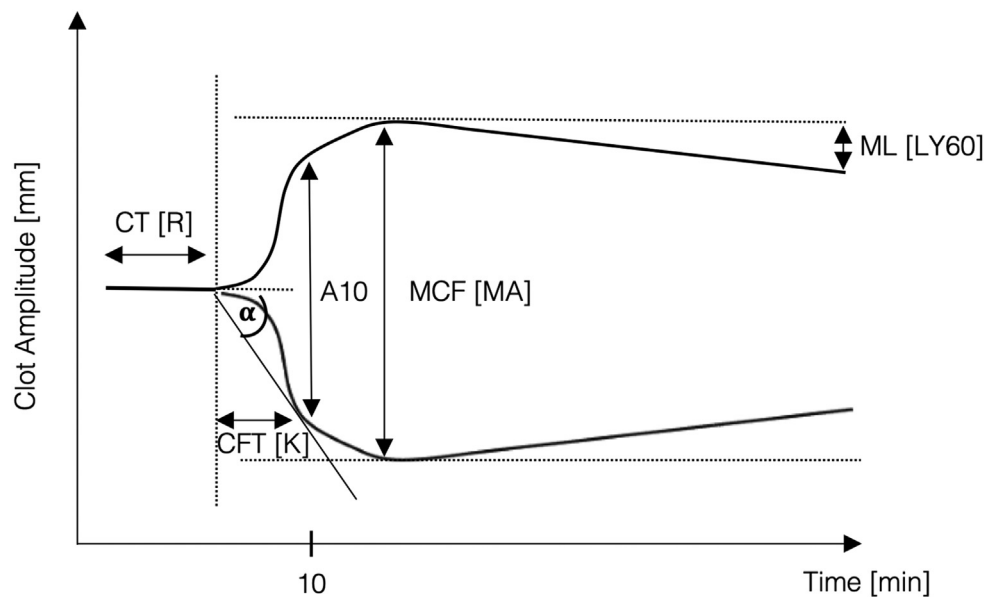 Clot Amplitude [mm]
CT [R]
ML [LY60]
A10
MCF [MA]
α
CFT [K]
10
Time [min]